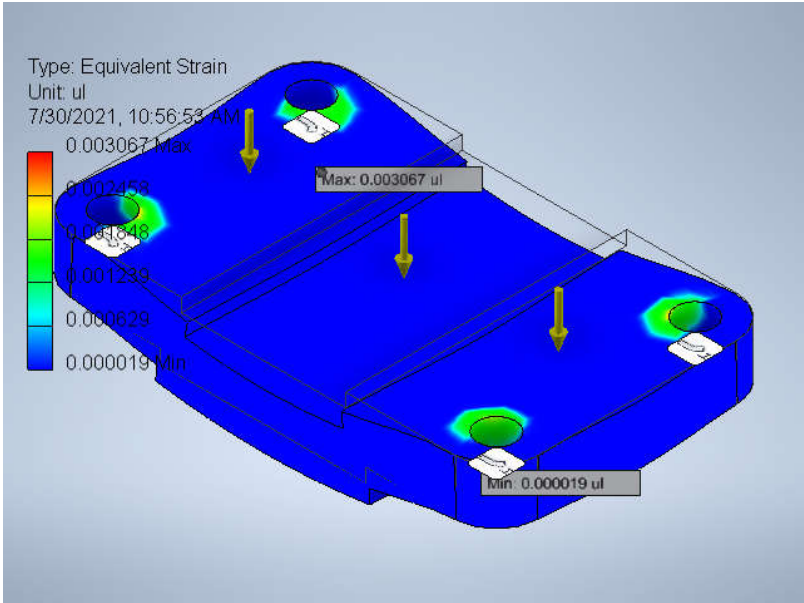 Type: Equivalent Strain
Unit: ul
7/30/2021, 10:56:53 AM
0.003067 Max
0.002458
0.001848
0.001239
0.000629
0.000019 Min
Max: 0.003067 ul
Min: 0.000019 ul